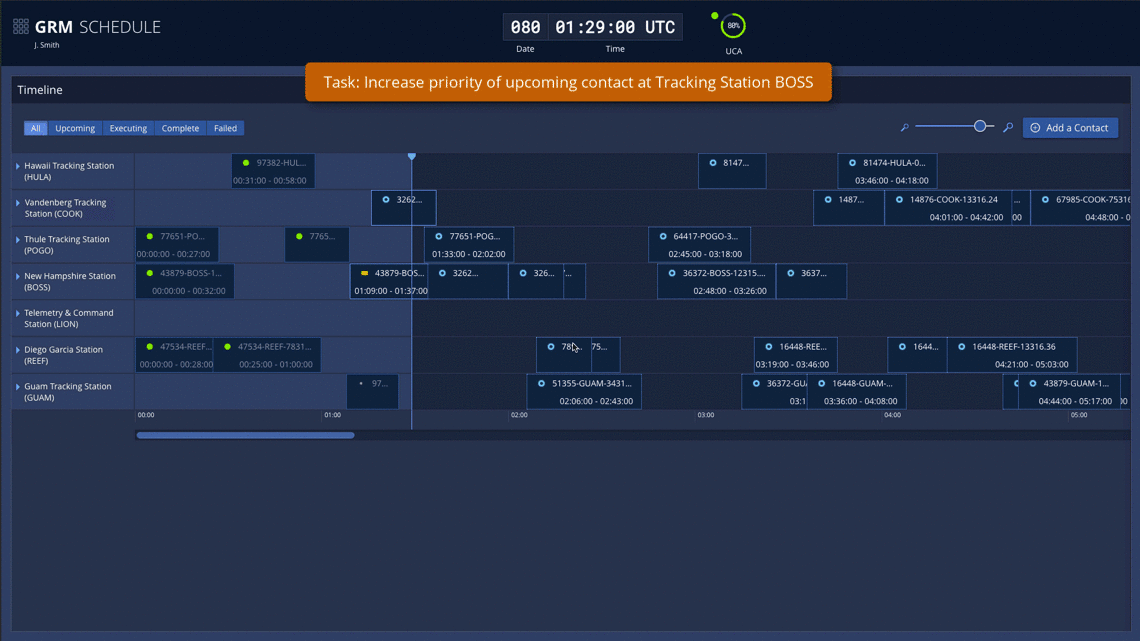 GRM SCHEDULE
J. Smith
080 01:29:00 UTC
Date Time
80%
UCA
Task: Increase priority of upcoming contact at Tracking Station BOSS
Timeline
All Upcoming Executing Complete Failed
Add a Contact
Hawaii Tracking Station
(HULA)
97382-HUL...
00:31:00 - 00:58:00
8147...
81474-HULA-0...
03:46:00 - 04:18:00
Vandenberg Tracking
Station (COOK)
3262...
1487...
14876-COOK-13316.24
04:01:00 - 04:42:00
...
00
67985-COOK-75316
04:48:00 - 0
Thule Tracking Station
(POGO)
77651-PO...
00:00:00 - 00:27:00
7765...
77651-POG...
01:33:00 - 02:02:00
64417-POGO-3...
02:45:00 - 03:18:00
New Hampshire Station
(BOSS)
43879-BOSS-1...
00:00:00 - 00:32:00
43879-BOS...
01:09:00 - 01:37:00
3262...
326...
'...
36372-BOSS-12315....
02:48:00 - 03:26:00
3637...
Telemetry & Command
Station (LION)
Diego Garcia Station
(REEF)
47534-REEF...
00:00:00 - 00:28:00
47534-REEF-7831...
00:25:00 - 01:00:00
75...
16448-REE...
03:19:00 - 03:46:00
1644...
16448-REEF-13316.36
04:21:00 - 05:03:00
Guam Tracking Station
(GUAM)
97...
51355-GUAM-3431...
02:06:00 - 02:43:00
36372-GU
03:1
16448-GUAM-...
03:36:00 - 04:08:00
43879-GUAM-1...
04:44:00 - 05:17:00
00:00 01:00 02:00 03:00 04:00 05:00